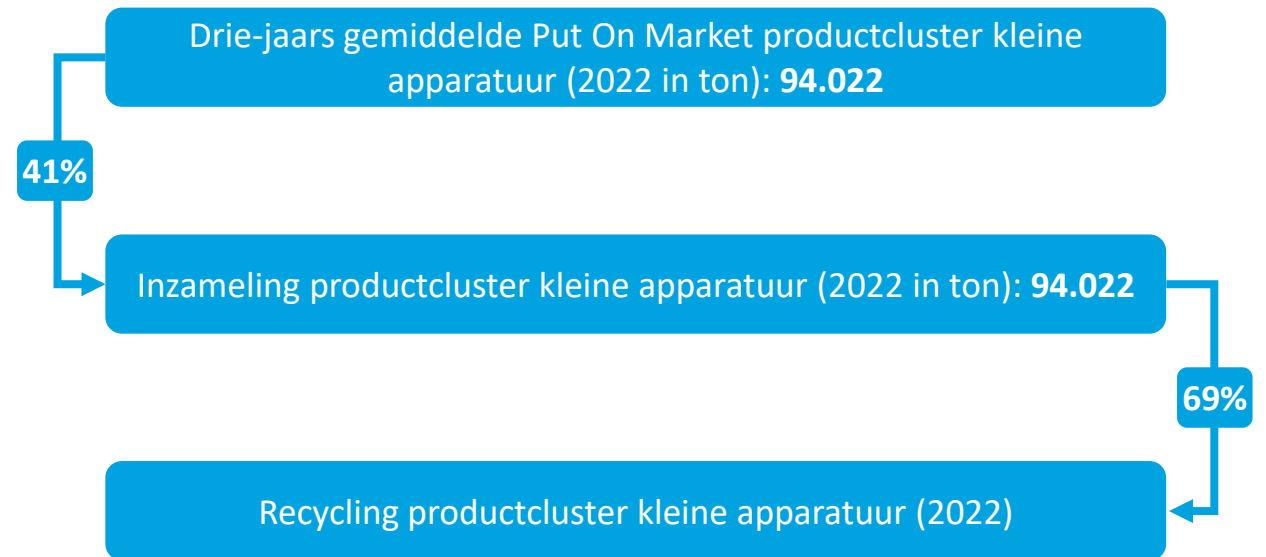 Drie-jaars gemiddelde Put On Market productcluster kleine
apparatuur (2022 in ton): 94.022
41%
Inzameling productcluster kleine apparatuur (2022 in ton): 94.022
69%
Recycling productcluster kleine apparatuur (2022)